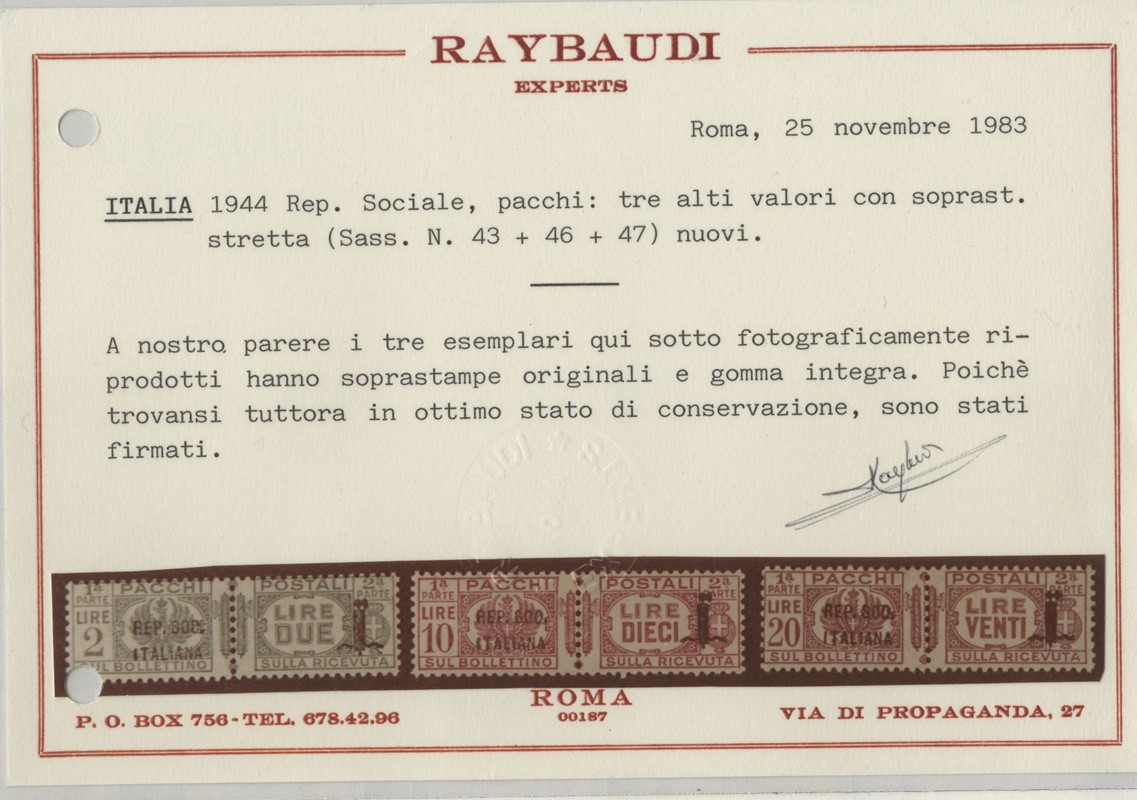 RAYBAUDI
EXPERTS
Roma, 25 novembre 1983
ITALIA 1944 Rep. Sociale, pacchi: tre alti valori con soprast.
stretta (Sass. N. 43 + 46 + 47) nuovi.
A nostro parere i tre esemplari qui sotto fotograficamente ri-
prodotti hanno soprastampe originali e gomma integra. Poichè
trovansi tuttora in ottimo stato di conservazione, sono stati
firmati.
1ª PARTE PACCHI POSTALI 2ª PARTE
LIRE 2 REP. SOC. ITALIANA LIRE DUE
SUL BOLLETTINO SULLA RICEVUTA
1ª PARTE PACCHI POSTALI 2ª PARTE
LIRE 10 REP. SOC. ITALIANA LIRE DIECI
SUL BOLLETTINO SULLA RICEVUTA
1ª PARTE PACCHI POSTALI 2ª PARTE
LIRE 20 REP. SOC. ITALIANA LIRE VENTI
SUL BOLLETTINO SULLA RICEVUTA
P. O. BOX 756 - TEL. 678.42.96
ROMA
00187
VIA DI PROPAGANDA, 27